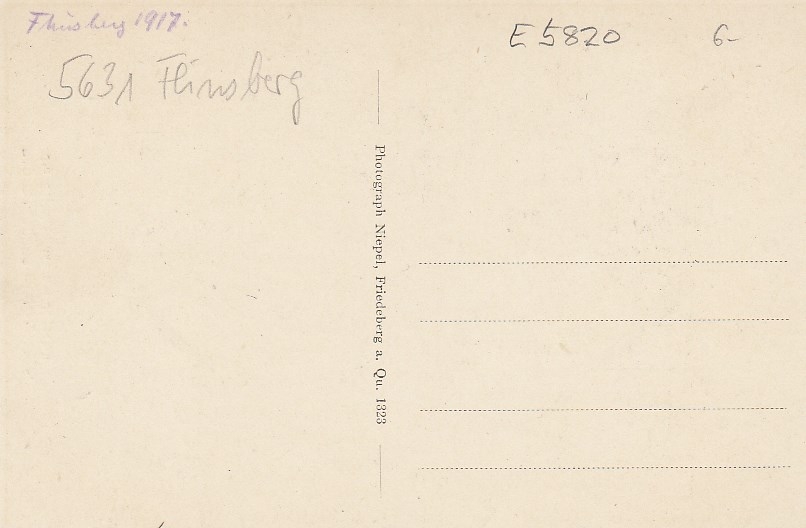 Flinsberg 1917.
5631 Flinsberg
E 5820
6-
Photograph Niepel, Friedeberg a. Qu. 1323